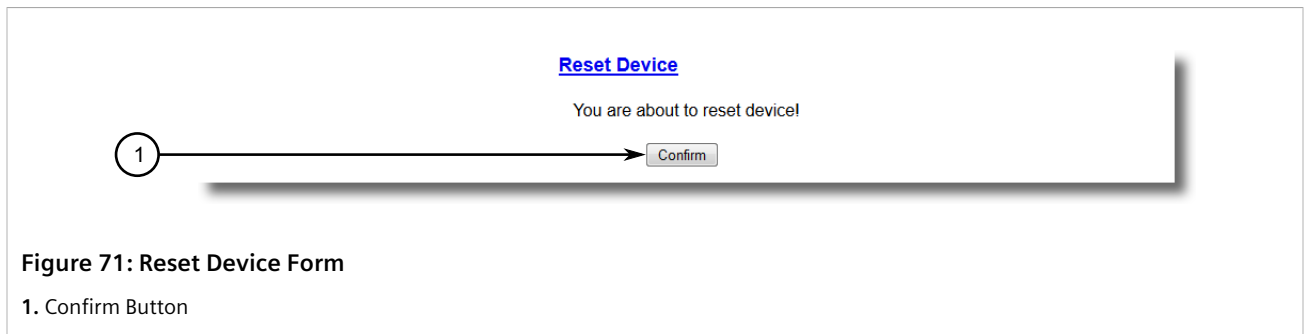 Reset Device
You are about to reset device!
1
Confirm
Figure 71: Reset Device Form
1. Confirm Button